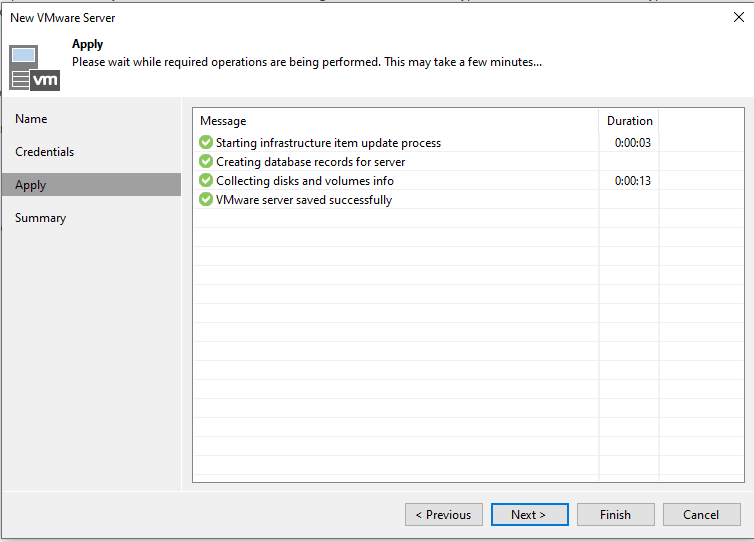 New VMware Server
Apply
Please wait while required operations are being performed. This may take a few minutes...
vm
Name
Credentials
Apply
Summary
Message Duration
Starting infrastructure item update process 0:00:03
Creating database records for server
Collecting disks and volumes info 0:00:13
VMware server saved successfully
< Previous Next > Finish Cancel